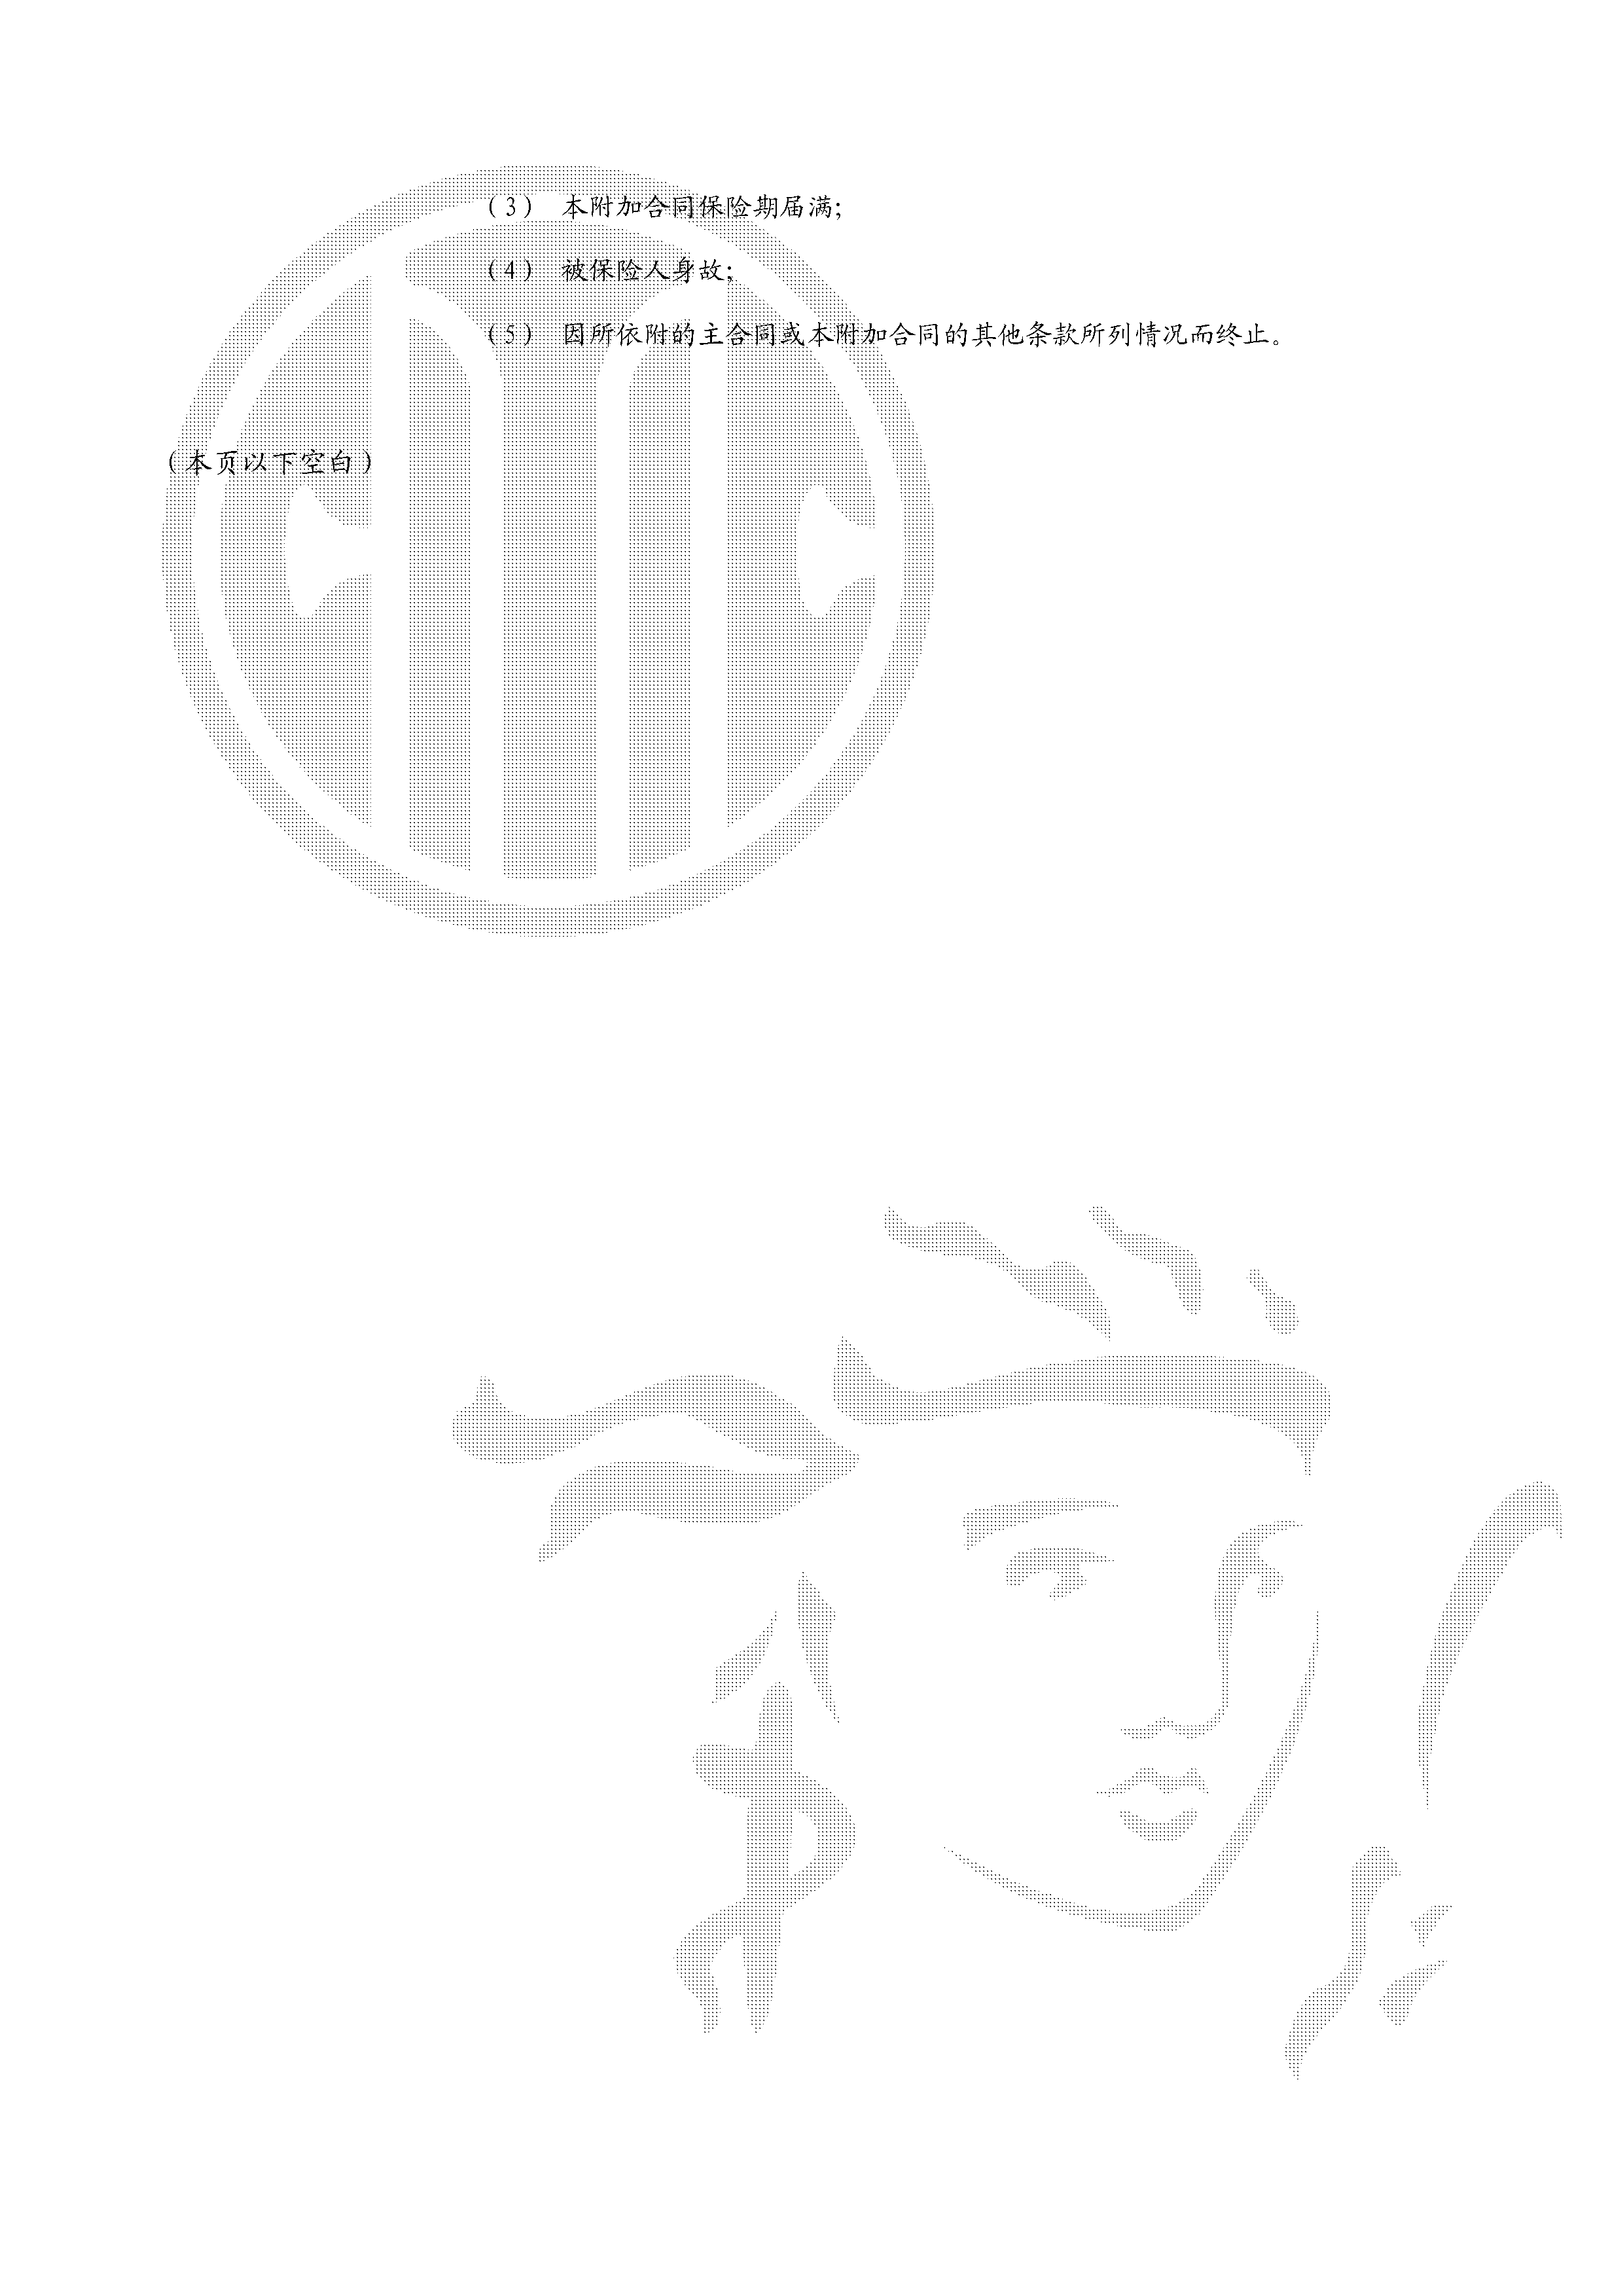 （3） 本附加合同保险期届满；
（4） 被保险人身故；
（5） 因所依附的主合同或本附加合同的其他条款所列情况而终止。
（本页以下空白）